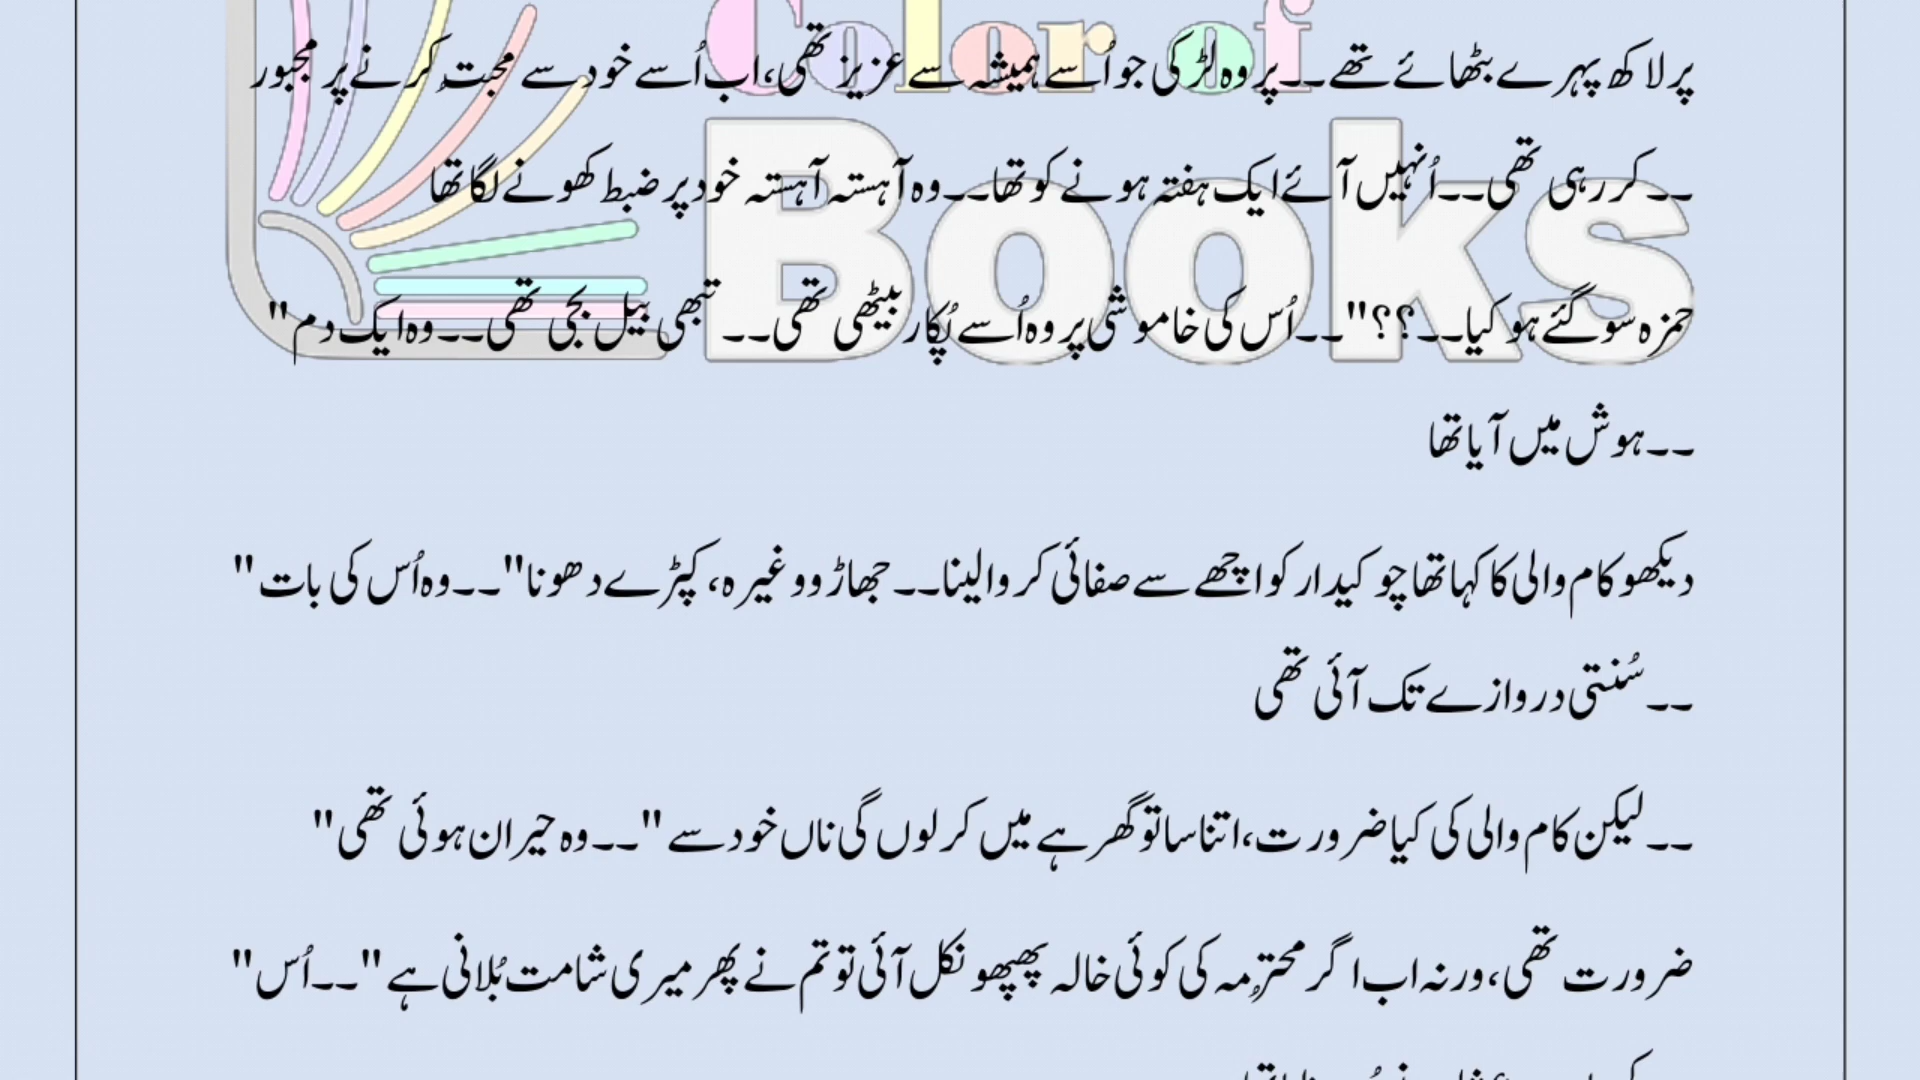 Color of
Books
پر لاکھ پہرے بٹھائے تھے۔۔پر وہ لڑکی جو اُسے ہمیشہ سے عزیز تھی،اب اُسے خود سے محبت کرنے پر مجبور
۔۔کر رہی تھی۔۔اُنہیں آئے ایک ہفتہ ہونے کو تھا۔۔وہ آہستہ آہستہ خود پر ضبط کھونے لگا تھا
حمزہ سو گئے ہو کیا۔۔؟؟"۔۔اُس کی خاموشی پر وہ اُسے پُکار بیٹھی تھی۔۔ تبھی بیل بجی تھی۔۔وہ ایک دم"
۔۔ہوش میں آیا تھا
دیکھو کام والی کا کہا تھا چوکیدار کو اچھے سے صفائی کروا لینا۔۔ جھاڑو وغیرہ، کپڑے دھونا"۔۔وہ اُس کی بات "
۔۔سُنتی دروازے تک آئی تھی
۔۔لیکن کام والی کی کیا ضرورت،اتنا سا تو گھر ہے میں کر لوں گی ناں خود سے "۔۔وہ حیران ہوئی تھی"
ضرورت تھی،ورنہ اب اگر محترمہ کی کوئی خالہ پھپھو نکل آئی تو تم نے پھر میری شامت بُلانی ہے "۔۔اُس"